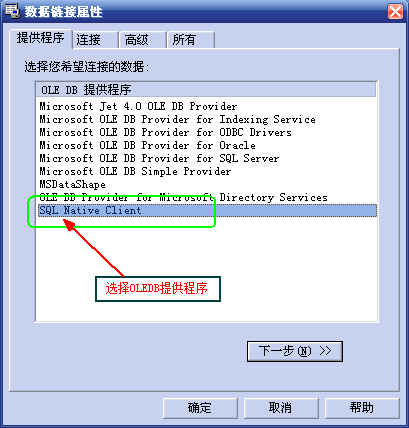 数据链接属性
提供程序 连接 高级 所有
选择您希望连接的数据:
OLE DB 提供程序
Microsoft Jet 4.0 OLE DB Provider
Microsoft OLE DB Provider for Indexing Service
Microsoft OLE DB Provider for ODBC Drivers
Microsoft OLE DB Provider for Oracle
Microsoft OLE DB Provider for SQL Server
Microsoft OLE DB Simple Provider
MSDataShape
OLE DB Provider for Microsoft Directory Services
SQL Native Client
选择OLEDB提供程序
下一步(N) >>
确定 取消 帮助